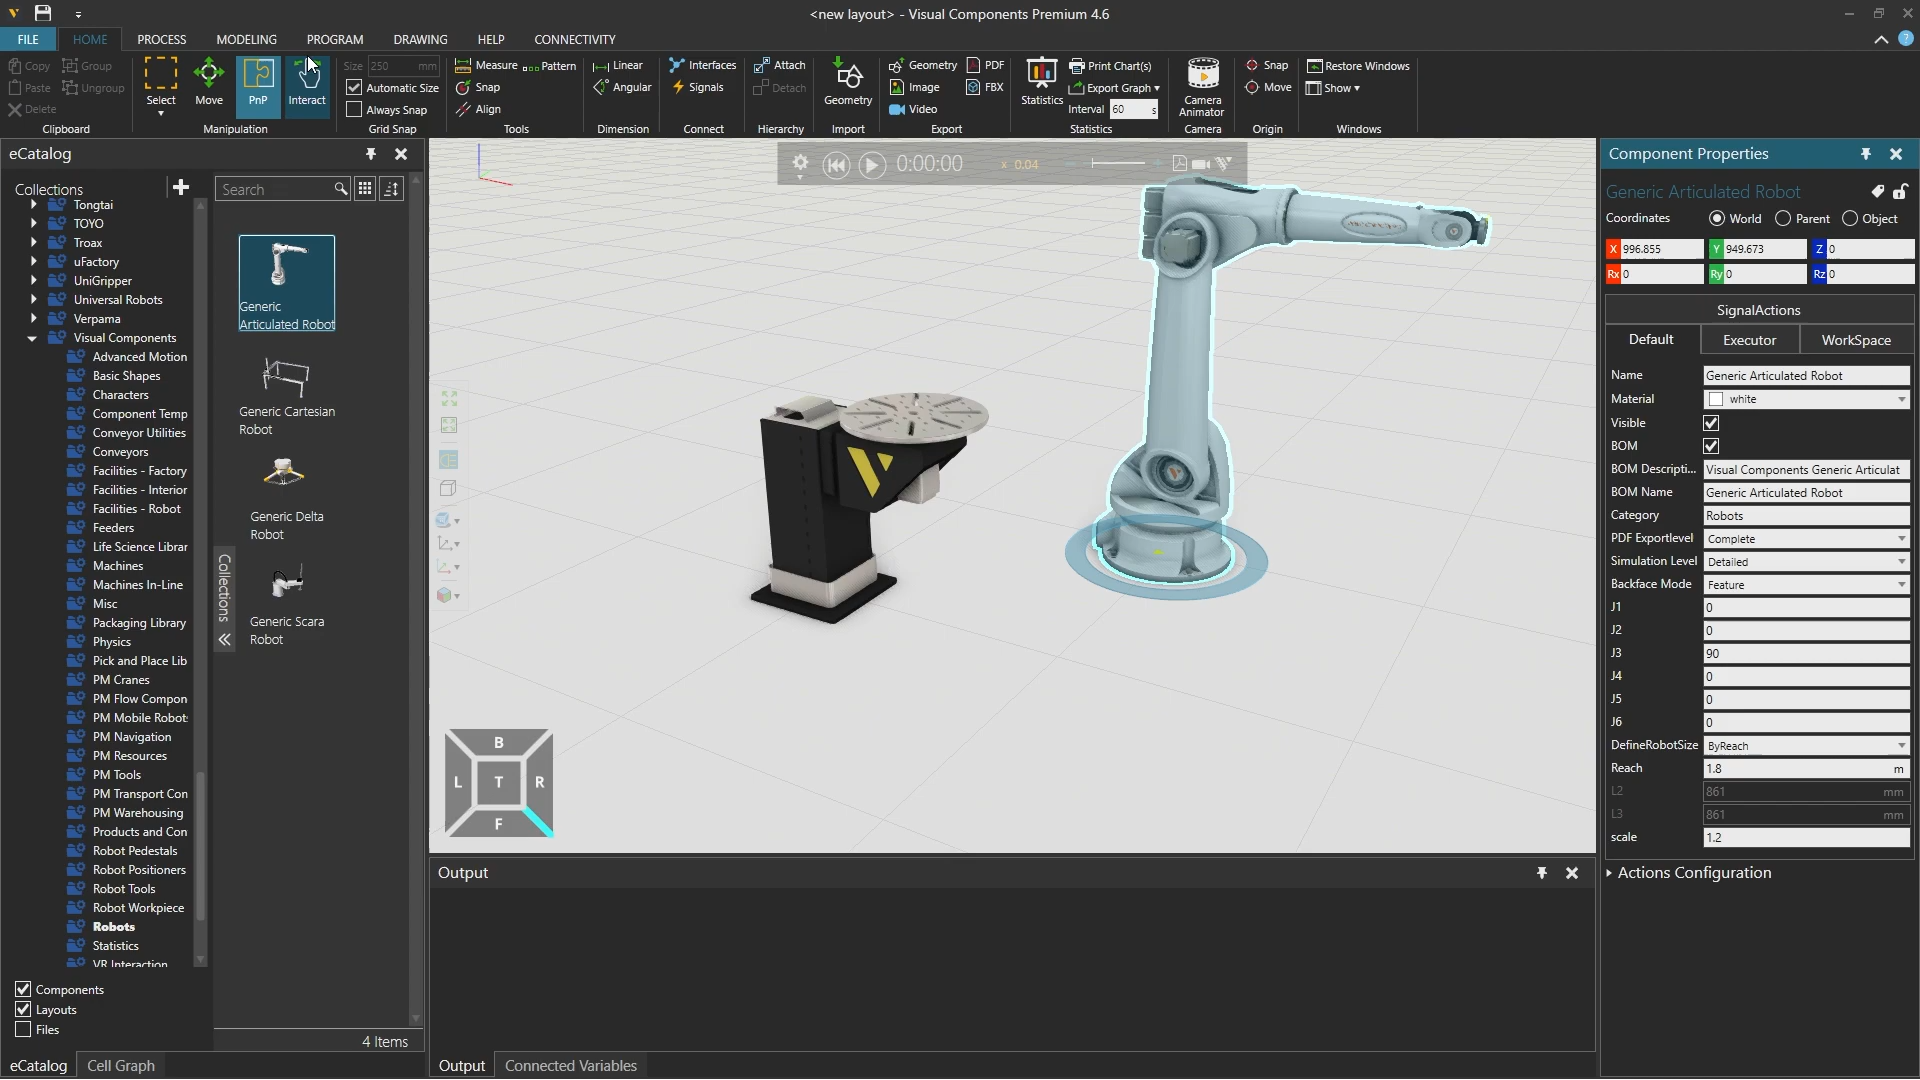 <new layout> - Visual Components Premium 4.6
FILE HOME PROCESS MODELING PROGRAM DRAWING HELP CONNECTIVITY
Copy Group
Paste Ungroup
Delete
Clipboard
Select Move PnP Interact
Manipulation
Size 250 mm
Automatic Size
Always Snap
Grid Snap
Measure Pattern
Snap
Align
Tools
Linear
Angular
Dimension
Interfaces
Signals
Connect
Attach
Detach
Hierarchy
Geometry
Import
Geometry PDF
Image FBX
Video
Export
Statistics
Print Chart(s)
Export Graph
Interval 60 s
Statistics
Camera
Animator
Camera
Snap
Move
Origin
Restore Windows
Show
Windows
eCatalog
Collections
Search
Tongtai
TOYO
Troax
uFactory
UniGripper
Universal Robots
Verpama
Visual Components
Advanced Motion
Basic Shapes
Characters
Component Temp
Conveyor Utilities
Conveyors
Facilities - Factory
Facilities - Interior
Facilities - Robot
Feeders
Life Science Librar
Machines
Machines In-Line
Misc
Packaging Library
Physics
Pick and Place Lib
PM Cranes
PM Flow Compon
PM Mobile Robot
PM Navigation
PM Resources
PM Tools
PM Transport Con
PM Warehousing
Products and Con
Robot Pedestals
Robot Positioners
Robot Tools
Robot Workpiece
Robots
Statistics
VR Interaction
Components
Layouts
Files
eCatalog Cell Graph
Collections
Generic
Articulated Robot
Generic Cartesian
Robot
Generic Delta
Robot
Generic Scara
Robot
4 Items
0:00:00 x 0.04
B
L T R
F
Output
Output Connected Variables
Component Properties
Generic Articulated Robot
Coordinates World Parent Object
X 996.855 Y 949.673 Z 0
Rx 0 Ry 0 Rz 0
SignalActions
Default Executor WorkSpace
Name Generic Articulated Robot
Material white
Visible
BOM
BOM Descripti... Visual Components Generic Articulat
BOM Name Generic Articulated Robot
Category Robots
PDF Exportlevel Complete
Simulation Level Detailed
Backface Mode Feature
J1 0
J2 0
J3 90
J4 0
J5 0
J6 0
DefineRobotSize ByReach
Reach 1.8 m
L2 861 mm
L3 861 mm
scale 1.2
Actions Configuration